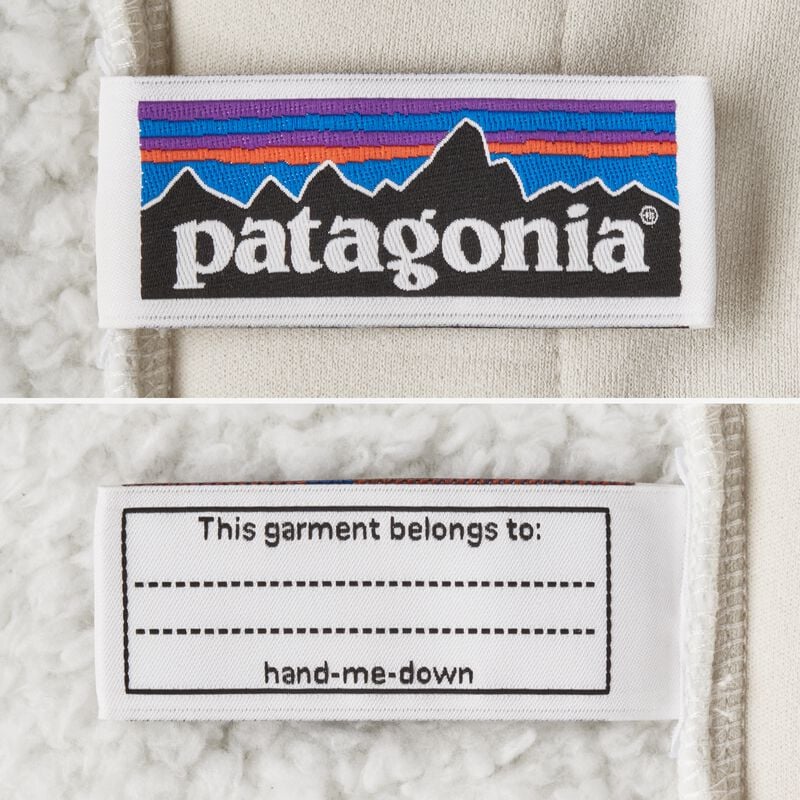 patagonia®
This garment belongs to:
hand-me-down